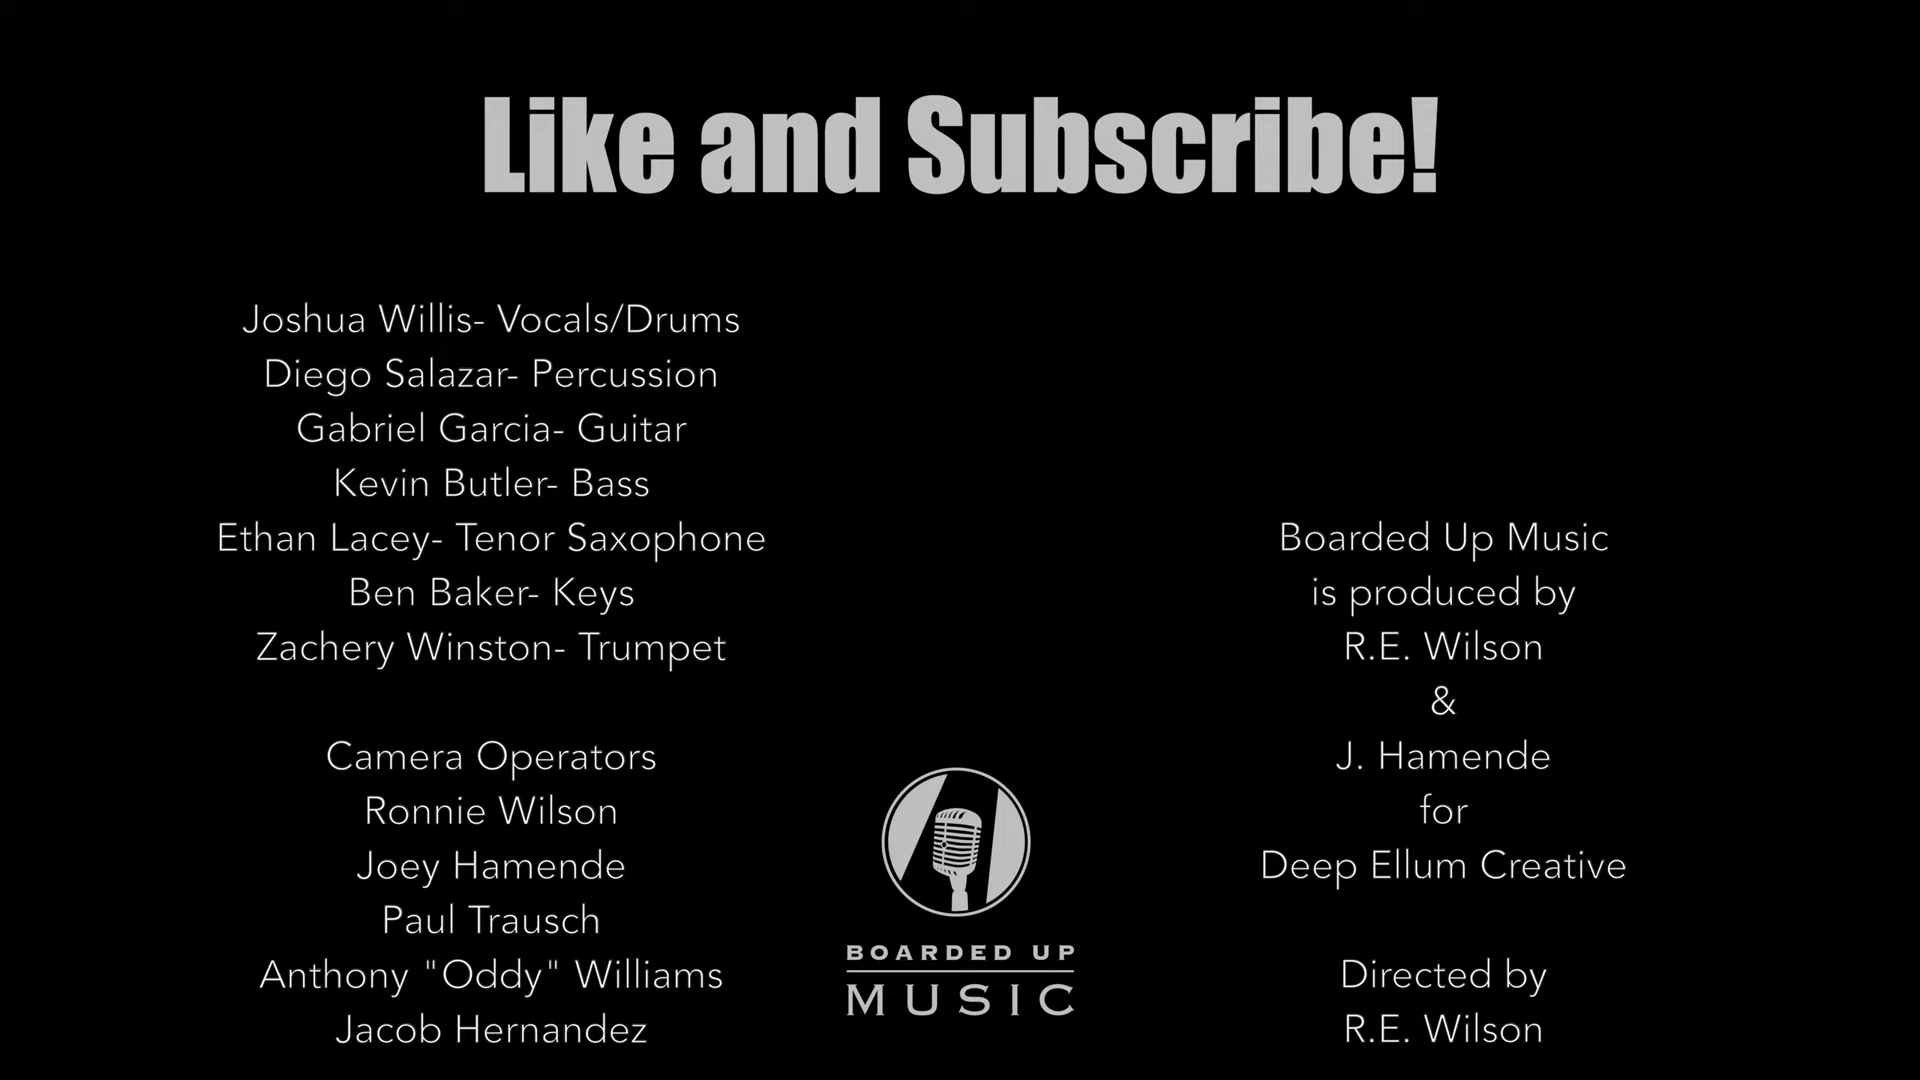 Like and Subscribe!
Joshua Willis- Vocals/Drums
Diego Salazar- Percussion
Gabriel Garcia- Guitar
Kevin Butler- Bass
Ethan Lacey- Tenor Saxophone
Ben Baker- Keys
Zachery Winston- Trumpet
Camera Operators
Ronnie Wilson
Joey Hamende
Paul Trausch
Anthony "Oddy" Williams
Jacob Hernandez
BOARDED UP
MUSIC
Boarded Up Music
is produced by
R.E. Wilson
&
J. Hamende
for
Deep Ellum Creative
Directed by
R.E. Wilson